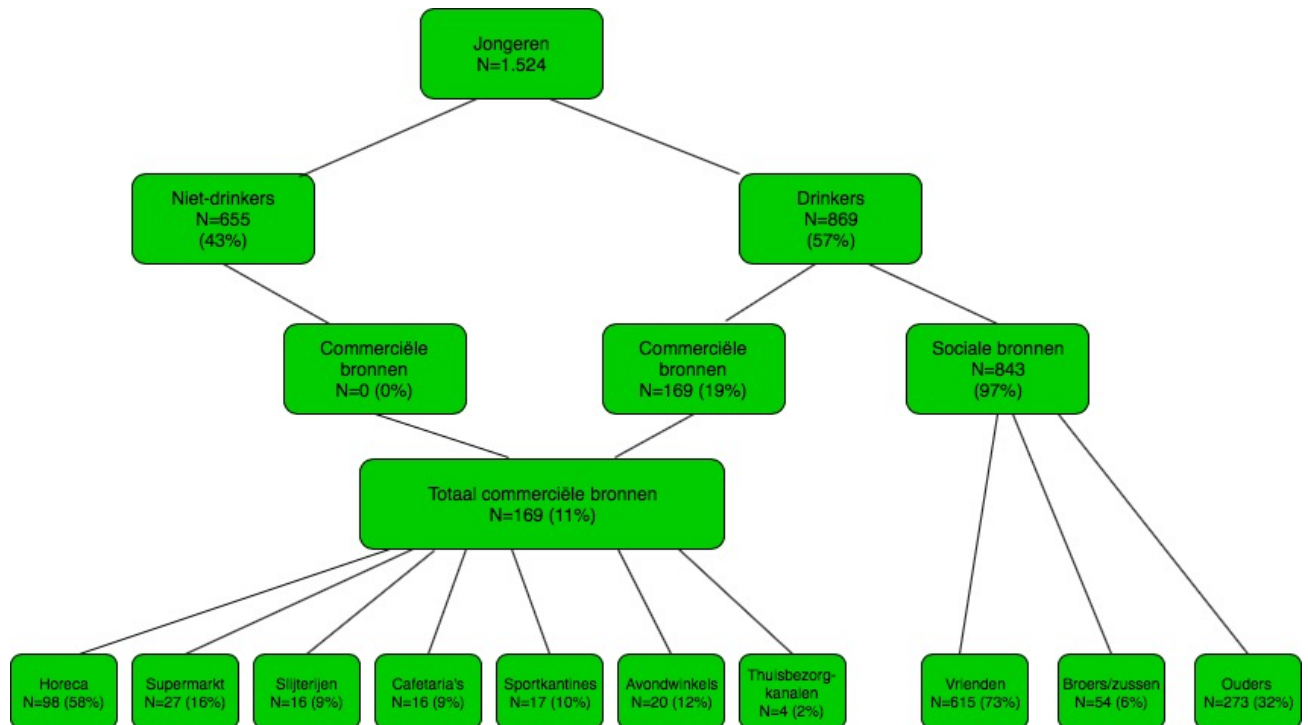 Jongeren
N=1.524
Niet-drinkers
N=655
(43%)
Drinkers
N=869
(57%)
Commerciële
bronnen
N=0 (0%)
Commerciële
bronnen
N=169 (19%)
Sociale bronnen
N=843
(97%)
Totaal commerciële bronnen
N=169 (11%)
Horeca
N=98 (58%)
Supermarkt
N=27 (16%)
Slijterijen
N=16 (9%)
Cafetaria's
N=16 (9%)
Sportkantines
N=17 (10%)
Avondwinkels
N=20 (12%)
Thuisbezorg-
kanalen
N=4 (2%)
Vrienden
N=615 (73%)
Broers/zussen
N=54 (6%)
Ouders
N=273 (32%)